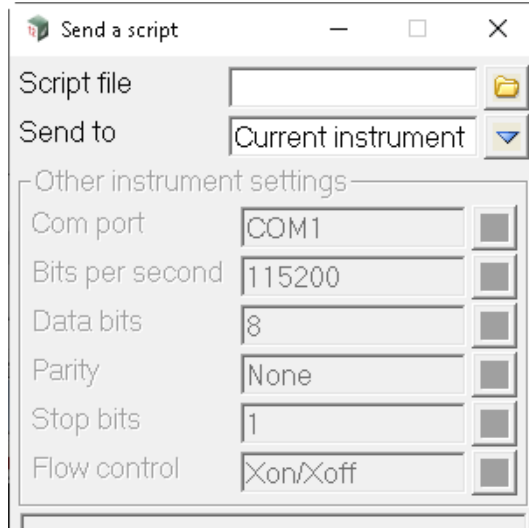 Send a script
Script file
Send to Current instrument
Other instrument settings
Com port COM1
Bits per second 115200
Data bits 8
Parity None
Stop bits 1
Flow control Xon/Xoff